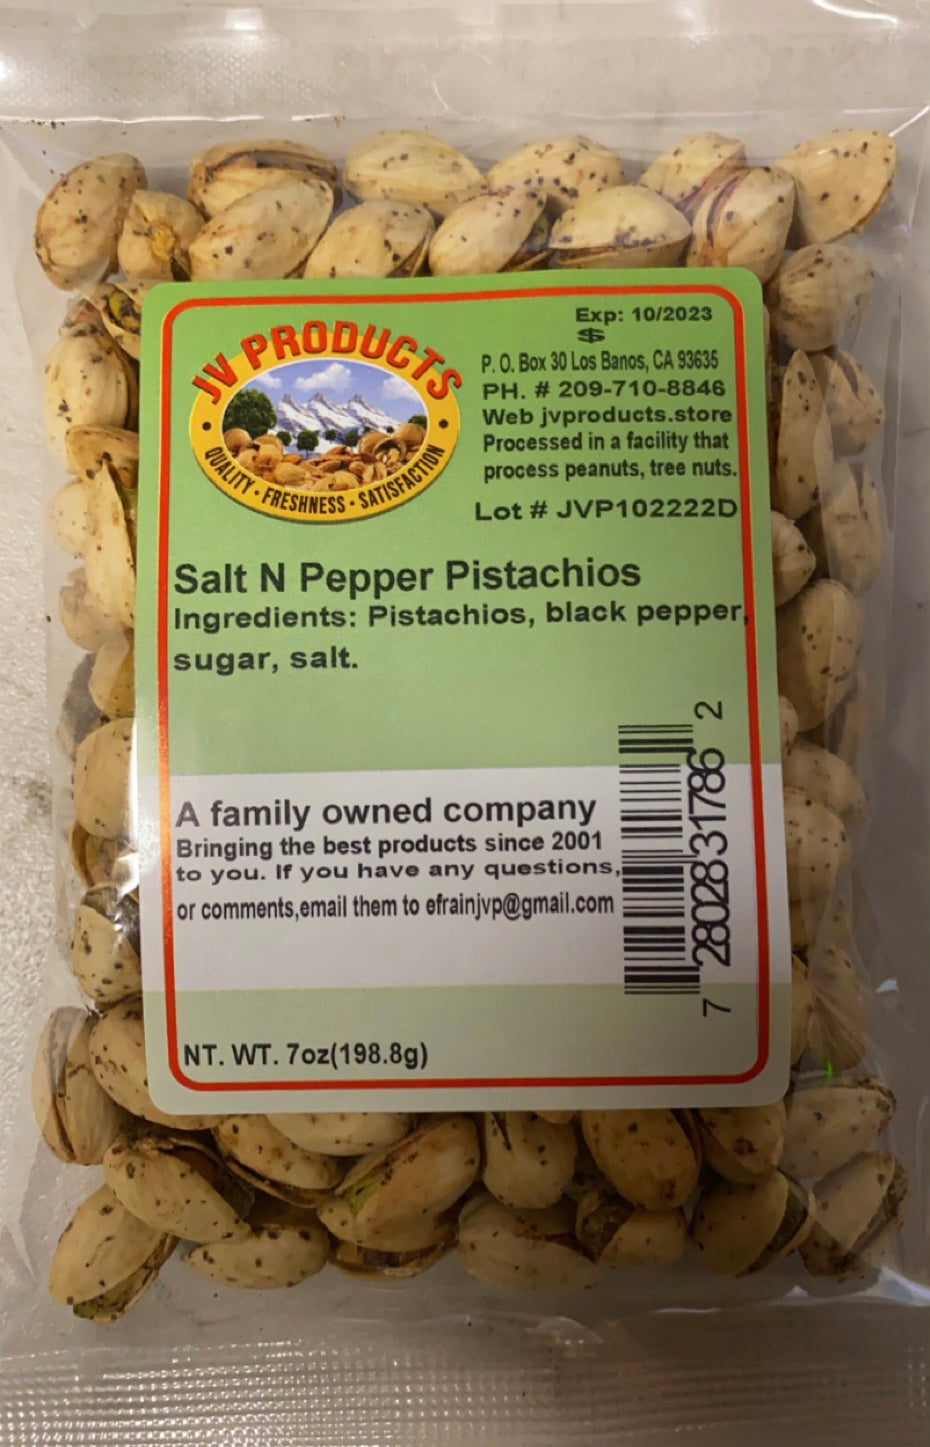 JV PRODUCTS
QUALITY • FRESHNESS • SATISFACTION
Exp: 10/2023
$
P. O. Box 30 Los Banos, CA 93635
PH. # 209-710-8846
Web jvproducts.store
Processed in a facility that
process peanuts, tree nuts.
Lot # JVP102222D
Salt N Pepper Pistachios
Ingredients: Pistachios, black pepper,
sugar, salt.
A family owned company
Bringing the best products since 2001
to you. If you have any questions,
or comments,email them to efrainjvp@gmail.com
7 28028 31786 2
NT. WT. 7oz(198.8g)